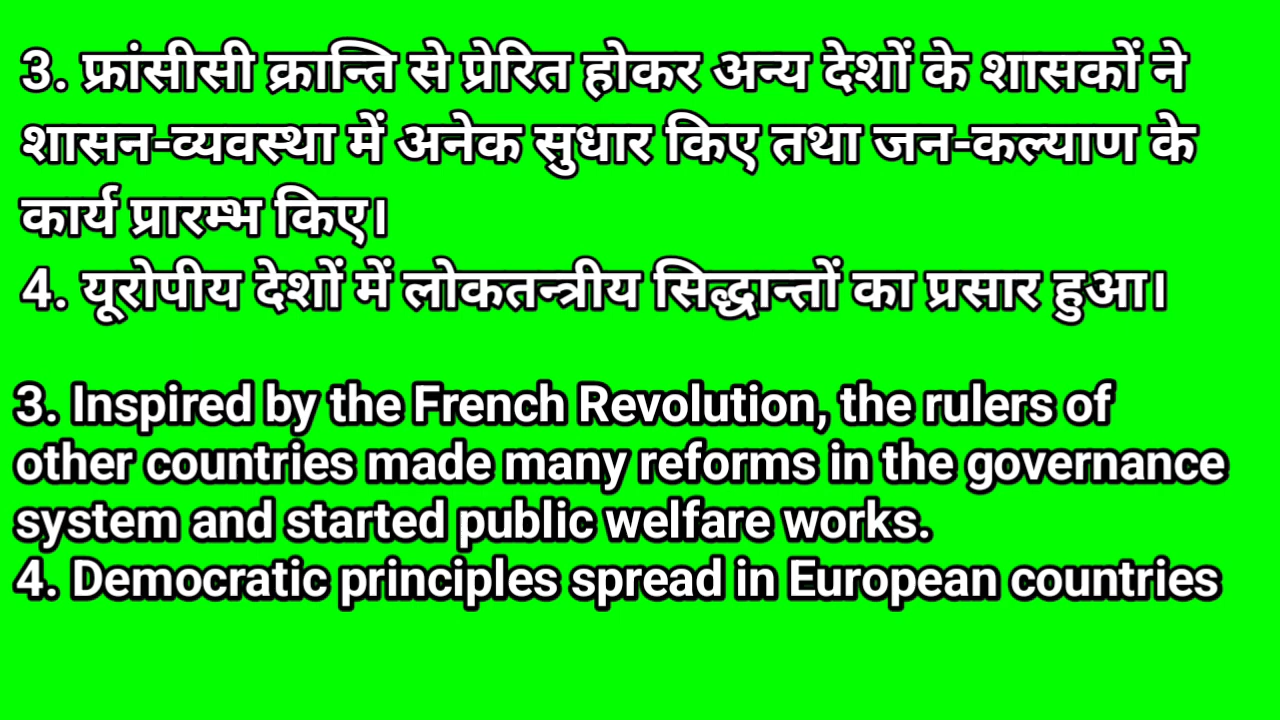 3. फ्रांसीसी क्रान्ति से प्रेरित होकर अन्य देशों के शासकों ने
शासन-व्यवस्था में अनेक सुधार किए तथा जन-कल्याण के
कार्य प्रारम्भ किए।
4. यूरोपीय देशों में लोकतन्त्रीय सिद्धान्तों का प्रसार हुआ।
3. Inspired by the French Revolution, the rulers of
other countries made many reforms in the governance
system and started public welfare works.
4. Democratic principles spread in European countries